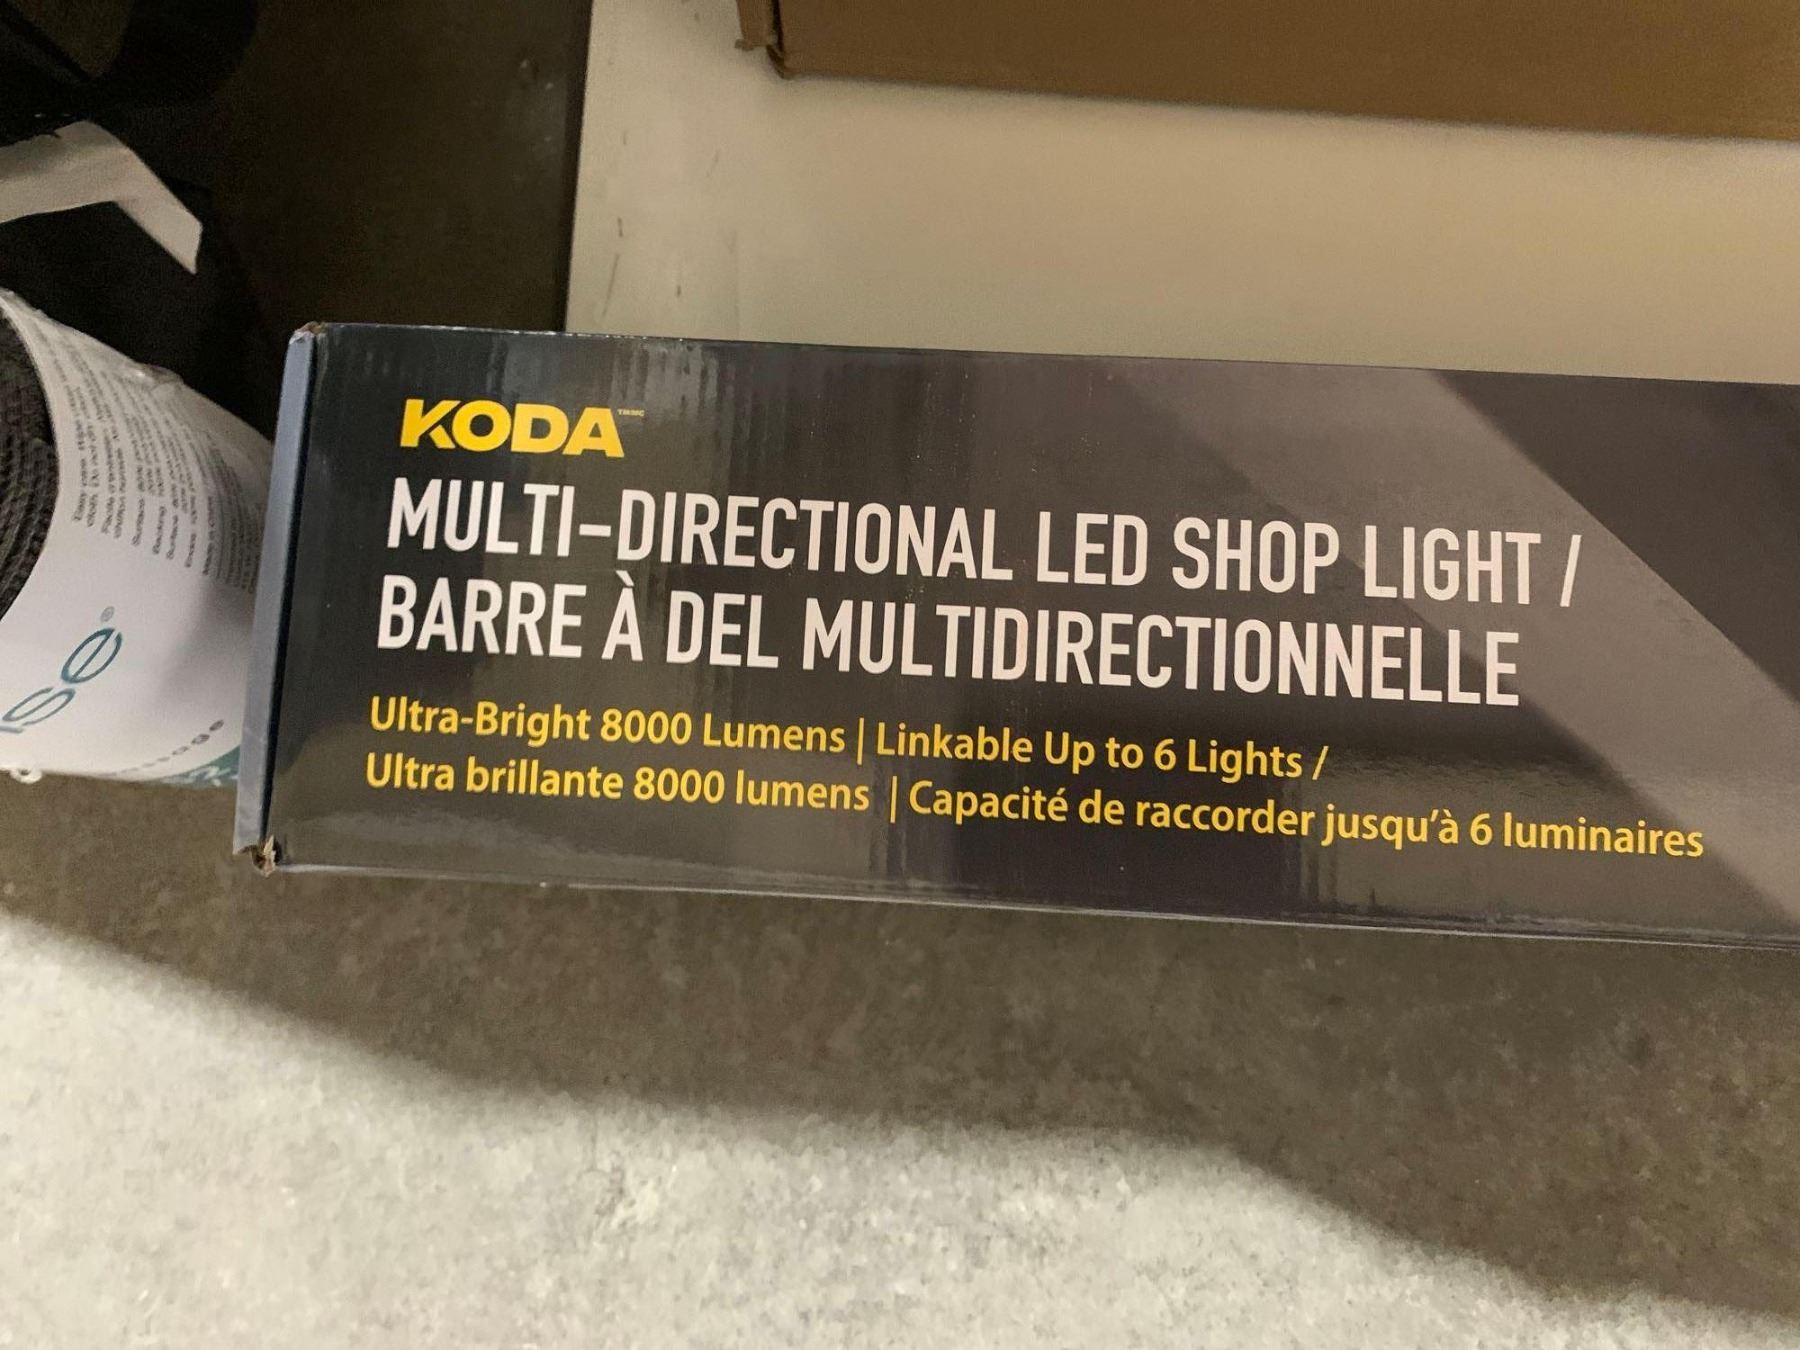 KODA
MULTI-DIRECTIONAL LED SHOP LIGHT /
BARRE À DEL MULTIDIRECTIONNELLE
Ultra-Bright 8000 Lumens | Linkable Up to 6 Lights /
Ultra brillante 8000 lumens | Capacité de raccorder jusqu'à 6 luminaires